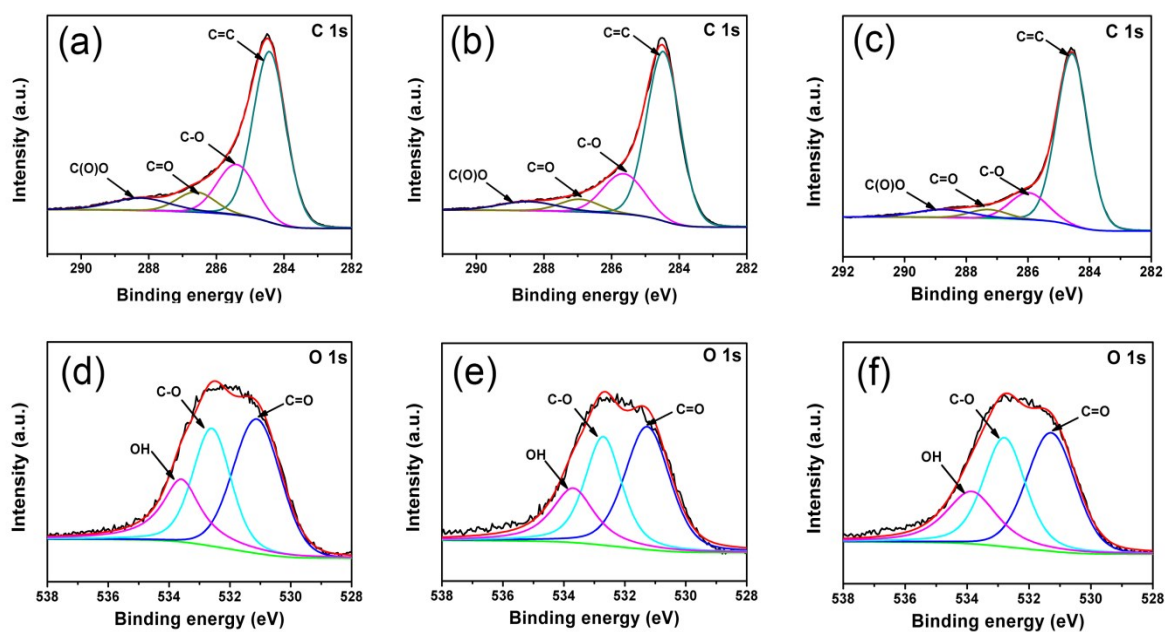 (a)
C 1s
C=C
C-O
C=O
C(O)O
Intensity (a.u.)
290 288 286 284 282
Binding energy (eV)
(b)
C 1s
C=C
C-O
C=O
C(O)O
Intensity (a.u.)
290 288 286 284 282
Binding energy (eV)
(c)
C 1s
C=C
C-O
C=O
C(O)O
Intensity (a.u.)
292 290 288 286 284 282
Binding energy (eV)
(d)
O 1s
C-O
C=O
OH
Intensity (a.u.)
538 536 534 532 530 528
Binding energy (eV)
(e)
O 1s
C-O
C=O
OH
Intensity (a.u.)
538 536 534 532 530 528
Binding energy (eV)
(f)
O 1s
C-O
C=O
OH
Intensity (a.u.)
538 536 534 532 530 528
Binding energy (eV)